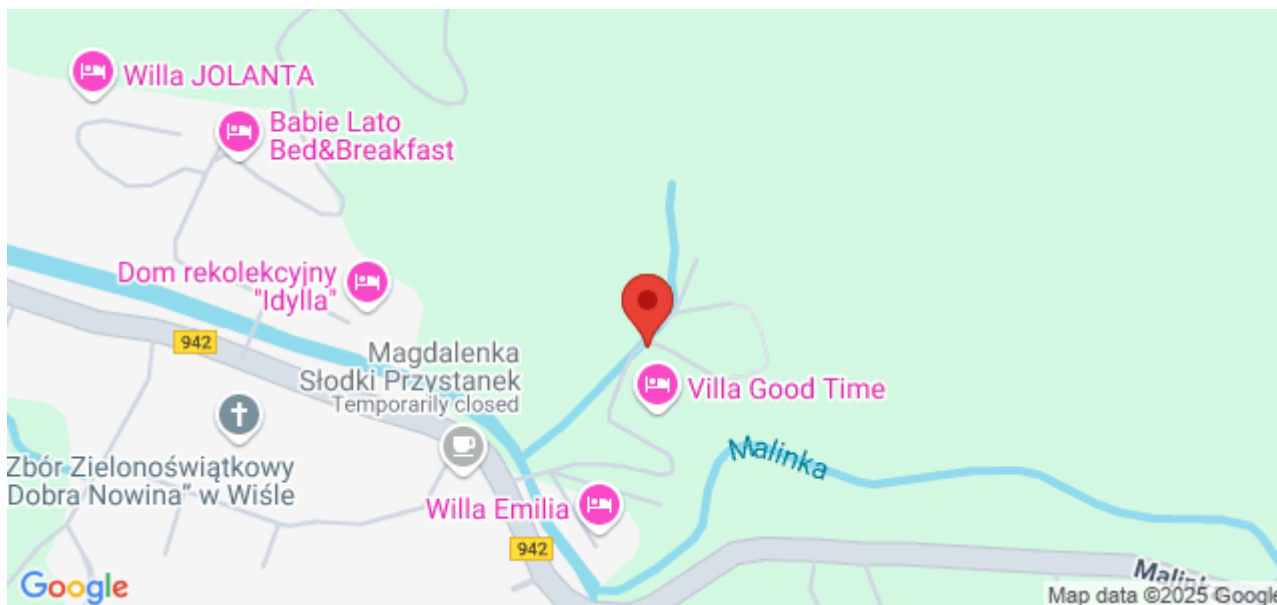 Willa JOLANTA
Babie Lato
Bed&Breakfast
Dom rekolekcyjny
"Idylla"
942
Magdalenka
Słodki Przystanek
Temporarily closed
Villa Good Time
Malinka
Zbór Zielonoświątkowy
Dobra Nowina” w Wiśle
Willa Emilia
942
Malinka
Google
Map data ©2025 Google